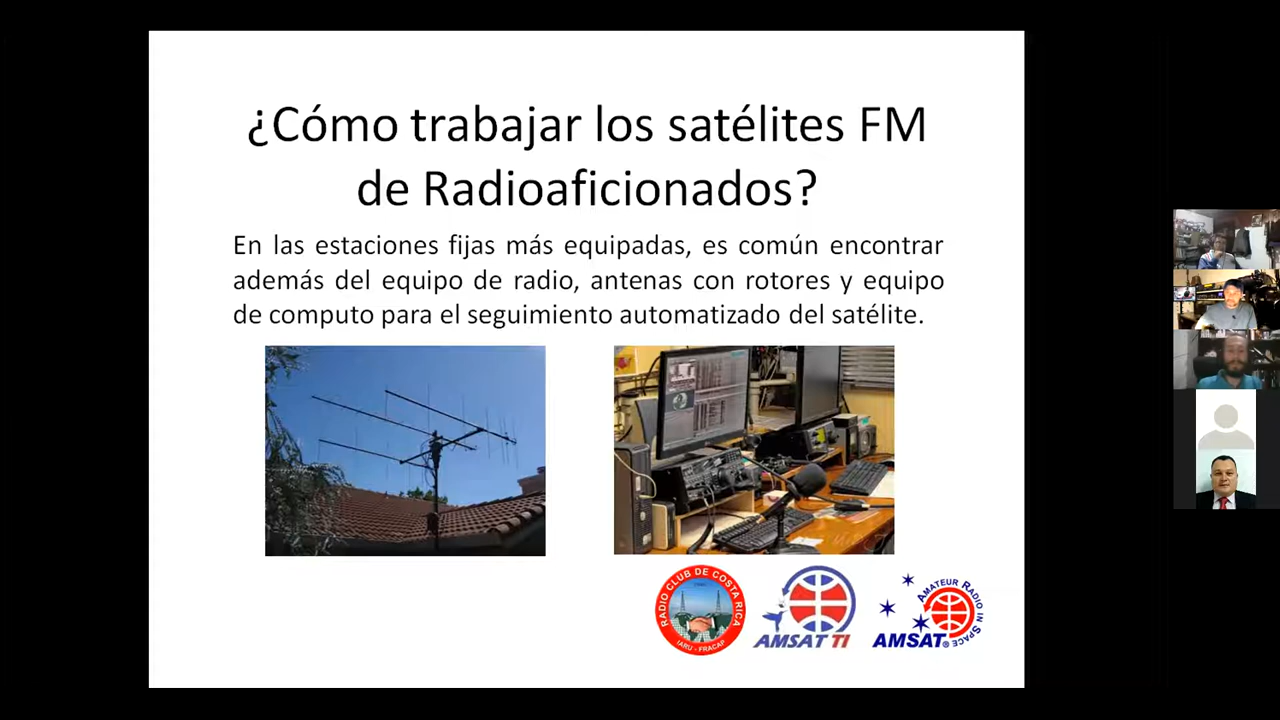 ¿Cómo trabajar los satélites FM
de Radioaficionados?
En las estaciones fijas más equipadas, es común encontrar
además del equipo de radio, antenas con rotores y equipo
de computo para el seguimiento automatizado del satélite.
RADIO CLUB DE COSTA RICA
IARU - FRACAP
AMSAT TI
AMATEUR RADIO IN SPACE
AMSAT®